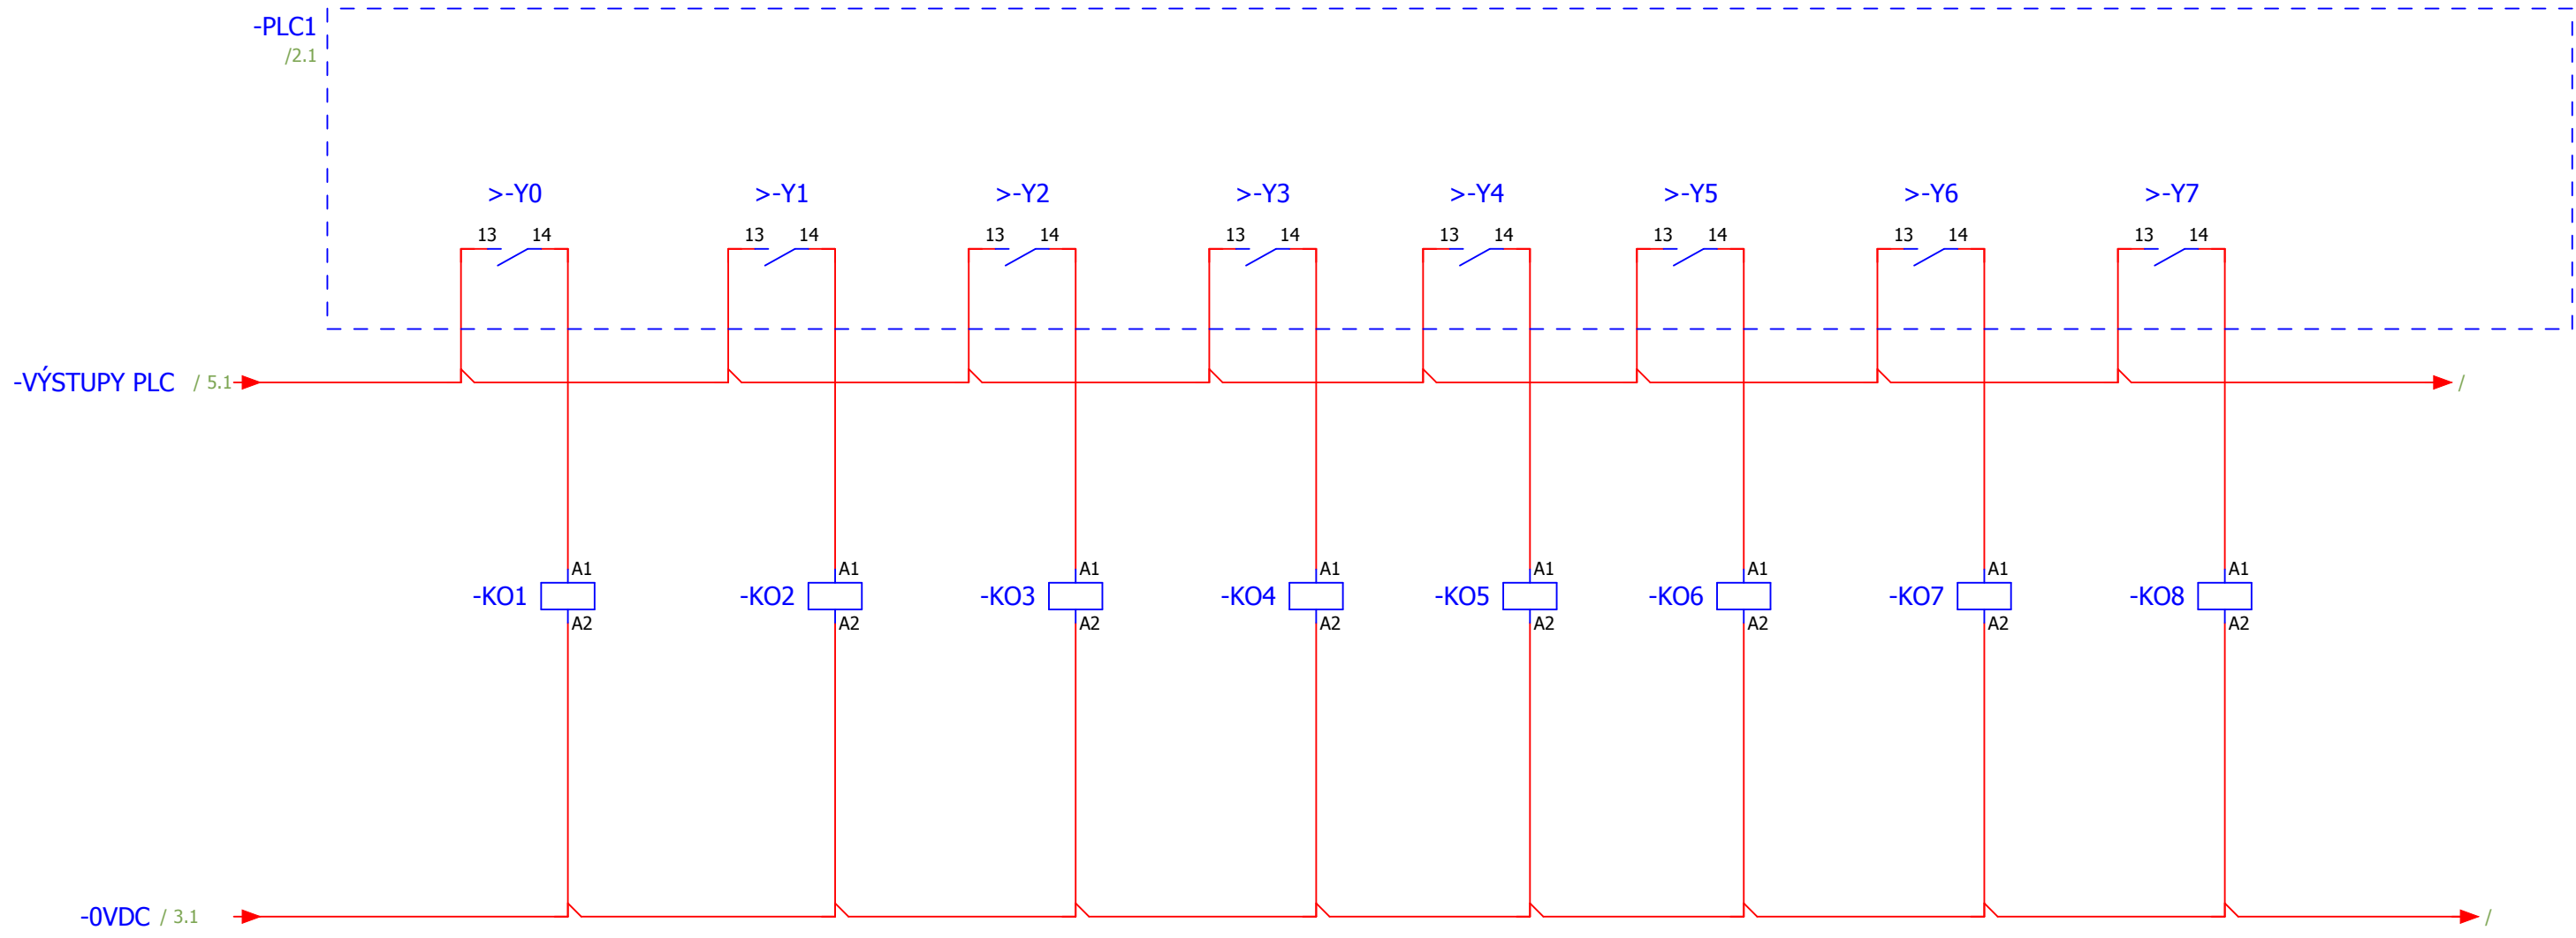 -PLC1
/2.1
>-Y0 >-Y1 >-Y2 >-Y3 >-Y4 >-Y5 >-Y6 >-Y7
13 14 13 14 13 14 13 14 13 14 13 14 13 14 13 14
-VÝSTUPY PLC / 5.1 /
A1 A1 A1 A1 A1 A1 A1 A1
-KO1 -KO2 -KO3 -KO4 -KO5 -KO6 -KO7 -KO8
A2 A2 A2 A2 A2 A2 A2 A2
-0VDC / 3.1 /